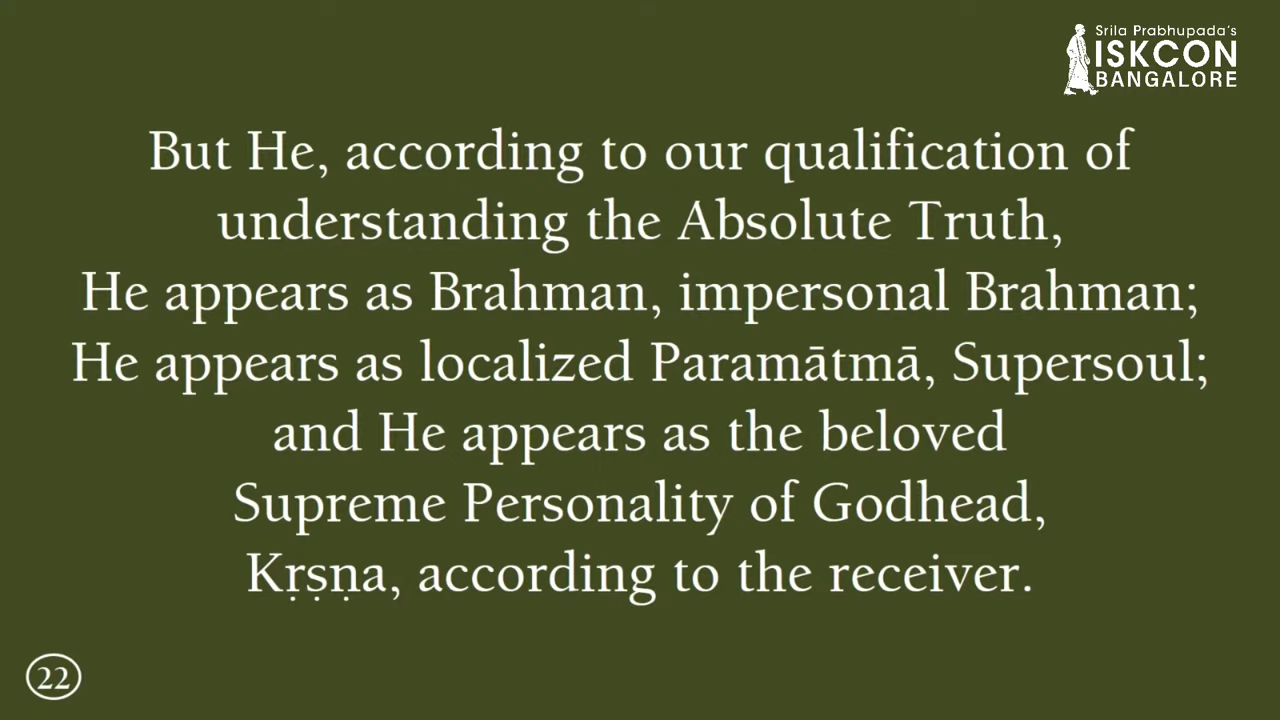 Srila Prabhupada's
ISKCON
BANGALORE
But He, according to our qualification of
understanding the Absolute Truth,
He appears as Brahman, impersonal Brahman;
He appears as localized Paramātmā, Supersoul;
and He appears as the beloved
Supreme Personality of Godhead,
Kṛṣṇa, according to the receiver.
22